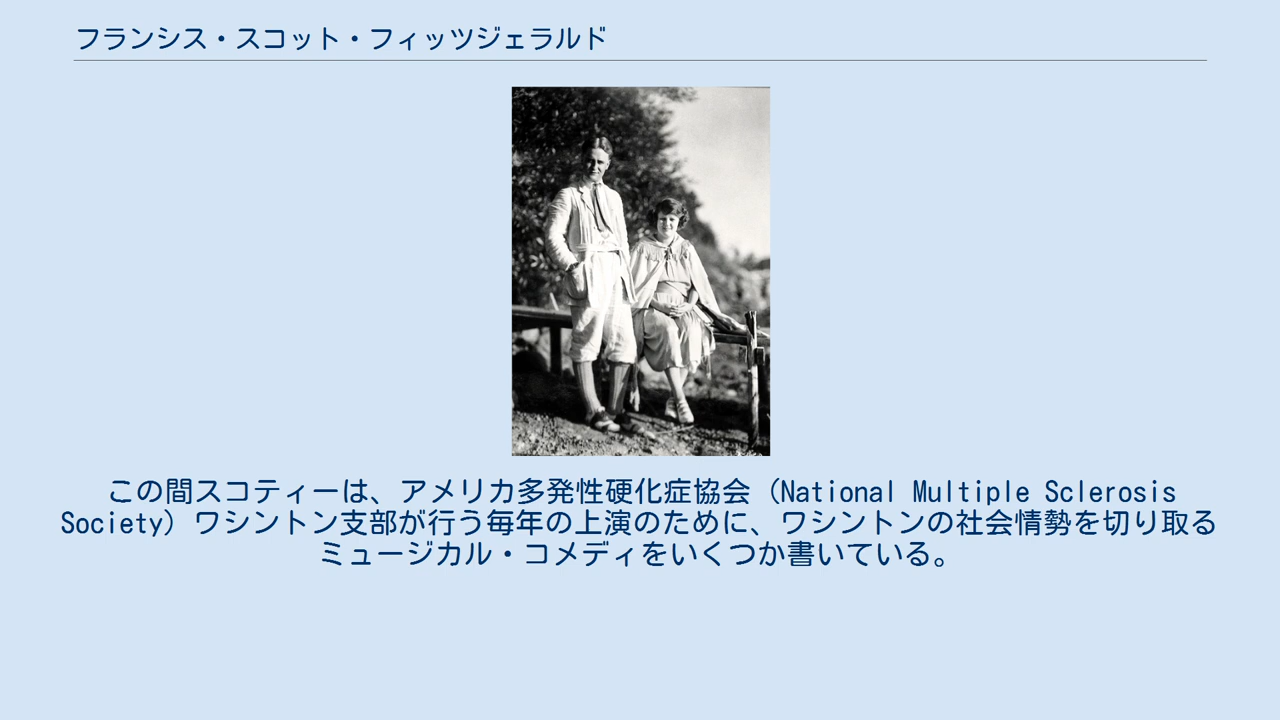 フランシス・スコット・フィッツジェラルド
この間スコティーは、アメリカ多発性硬化症協会（National Multiple Sclerosis
Society）ワシントン支部が行う毎年の上演のために、ワシントンの社会情勢を切り取る
ミュージカル・コメディをいくつか書いている。